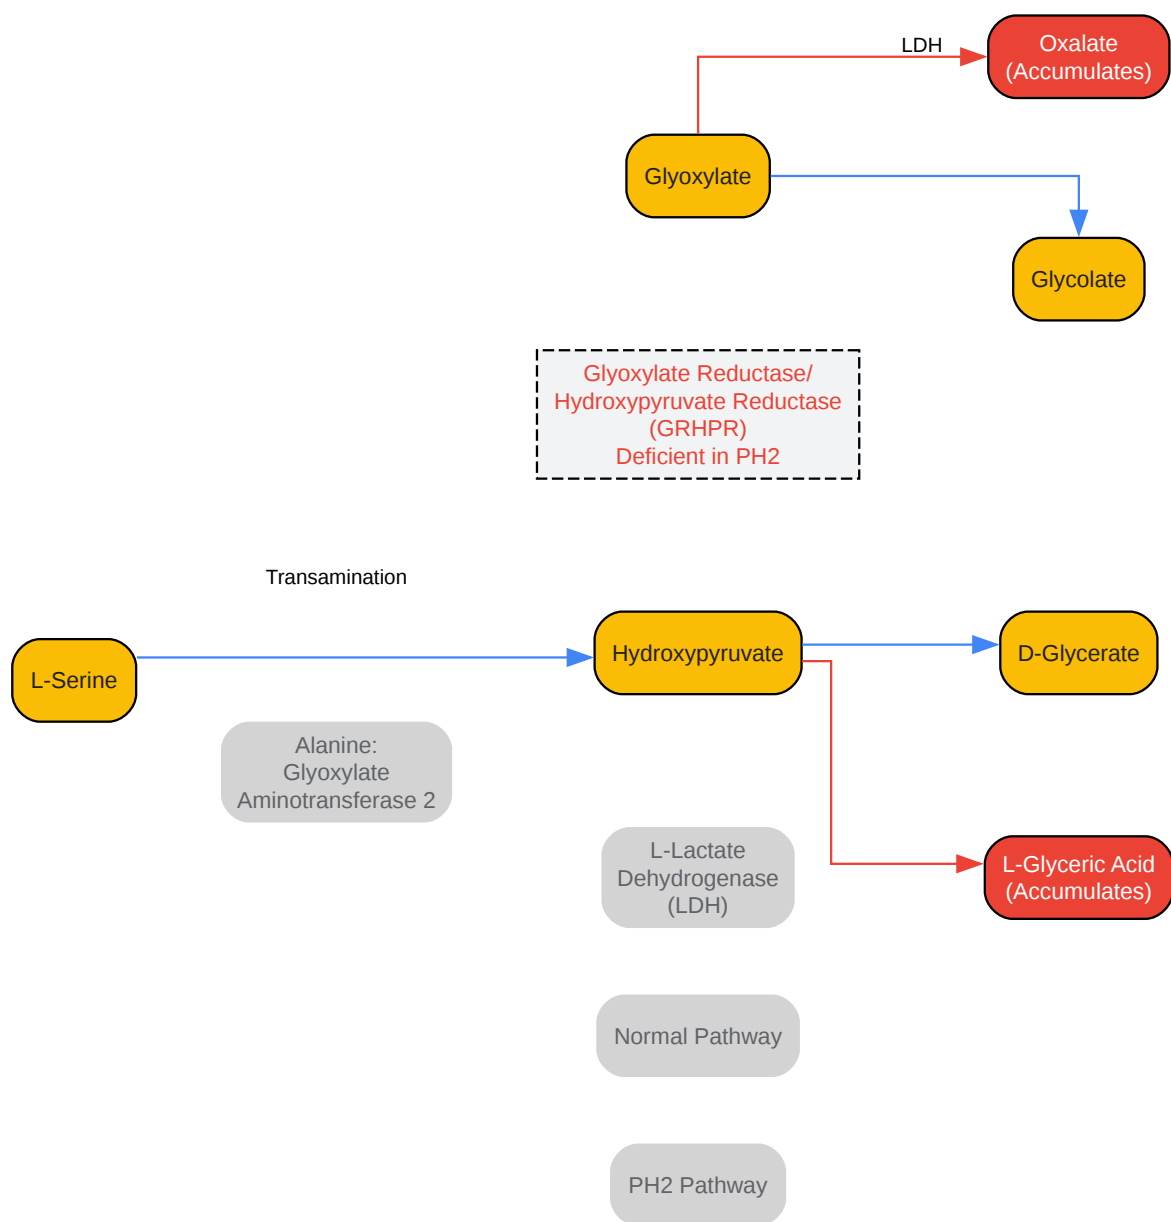 LDH
Oxalate
(Accumulates)
Glyoxylate
Glycolate
Glyoxylate Reductase/
Hydroxypyruvate Reductase
(GRHPR)
Deficient in PH2
Transamination
L-Serine
Hydroxypyruvate
D-Glycerate
Alanine:
Glyoxylate
Aminotransferase 2
L-Lactate
Dehydrogenase
(LDH)
L-Glyceric Acid
(Accumulates)
Normal Pathway
PH2 Pathway